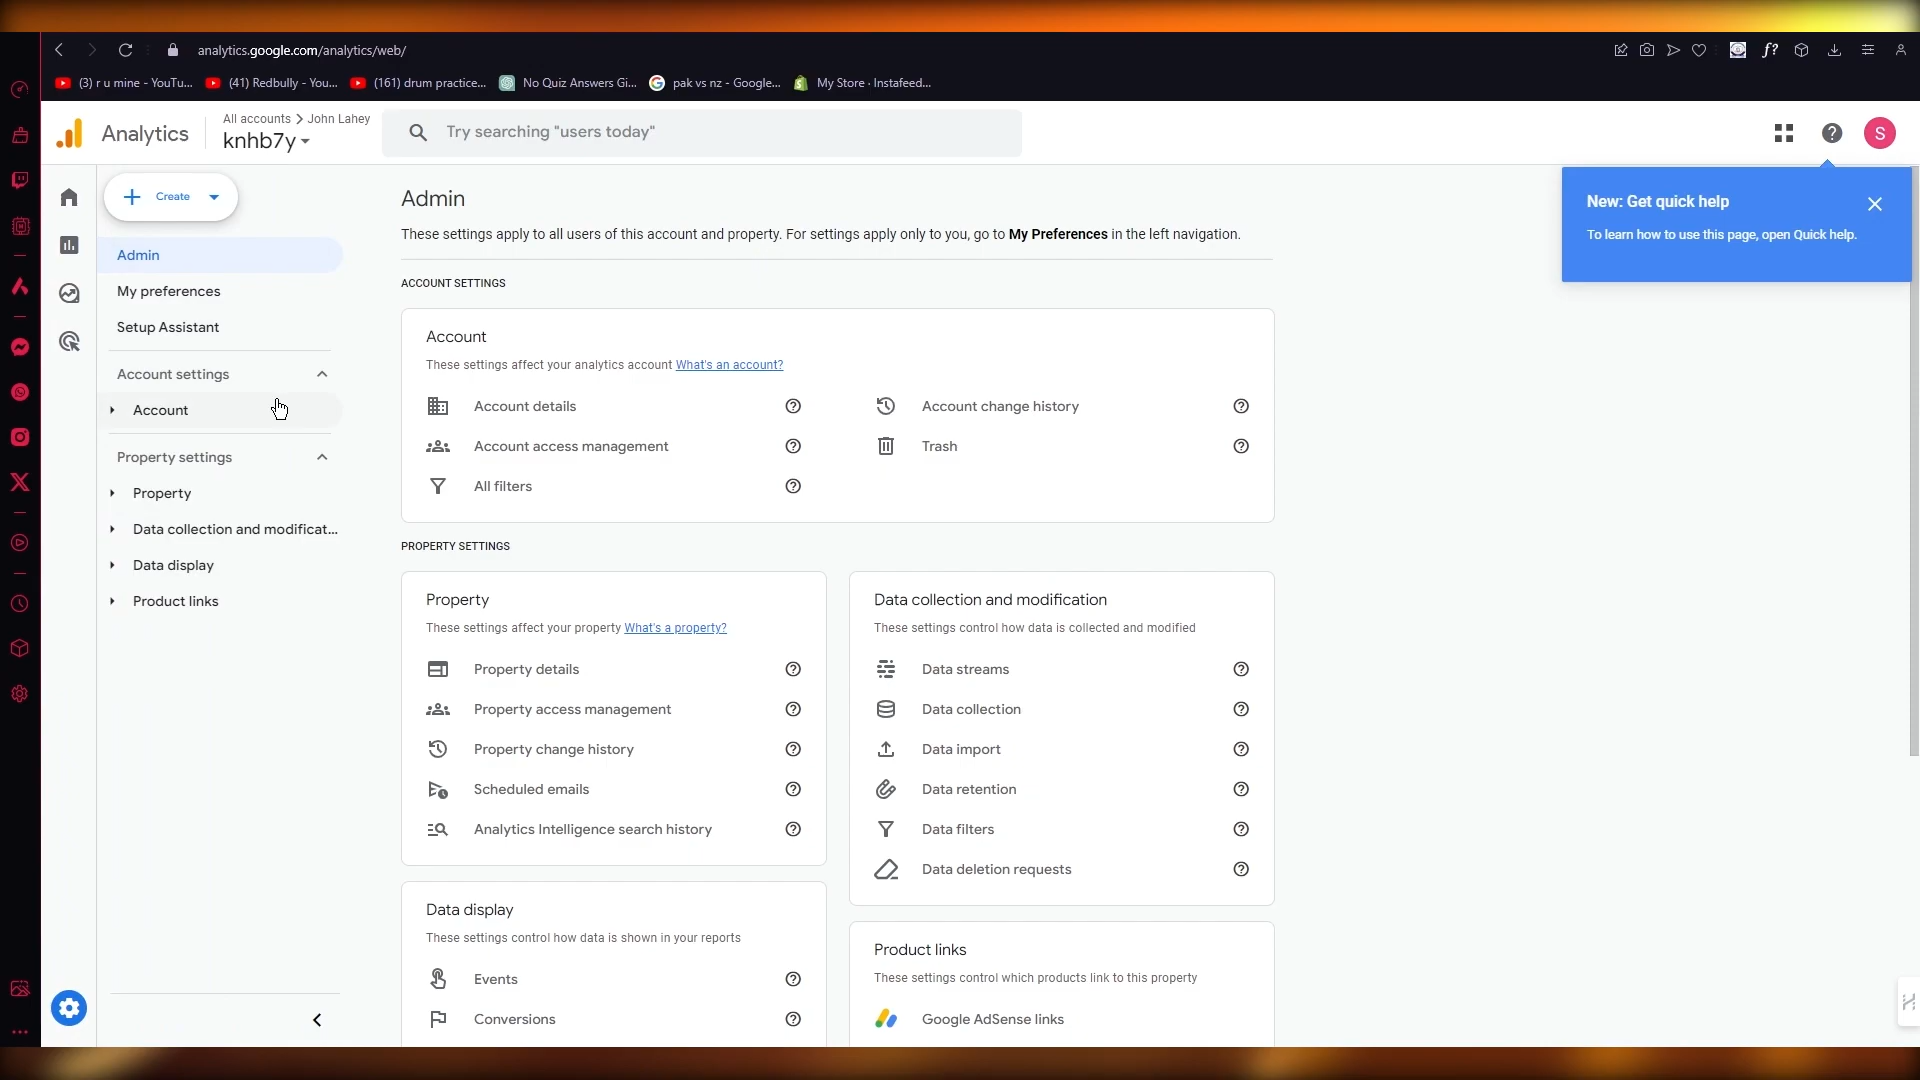 analytics.google.com/analytics/web/
(3) r u mine - YouTu...
(41) Redbully - You...
(161) drum practice...
No Quiz Answers Gi...
pak vs nz - Google...
My Store · Instafeed...
Analytics
All accounts > John Lahey
knhb7y
Try searching "users today"
S
Create
Admin
My preferences
Setup Assistant
Account settings
Account
Property settings
Property
Data collection and modificat...
Data display
Product links
Admin
These settings apply to all users of this account and property. For settings apply only to you, go to My Preferences in the left navigation.
ACCOUNT SETTINGS
Account
These settings affect your analytics account What's an account?
Account details
Account change history
Account access management
Trash
All filters
PROPERTY SETTINGS
Property
These settings affect your property What's a property?
Property details
Property access management
Property change history
Scheduled emails
Analytics Intelligence search history
Data collection and modification
These settings control how data is collected and modified
Data streams
Data collection
Data import
Data retention
Data filters
Data deletion requests
Data display
These settings control how data is shown in your reports
Events
Conversions
Product links
These settings control which products link to this property
Google AdSense links
New: Get quick help
To learn how to use this page, open Quick help.